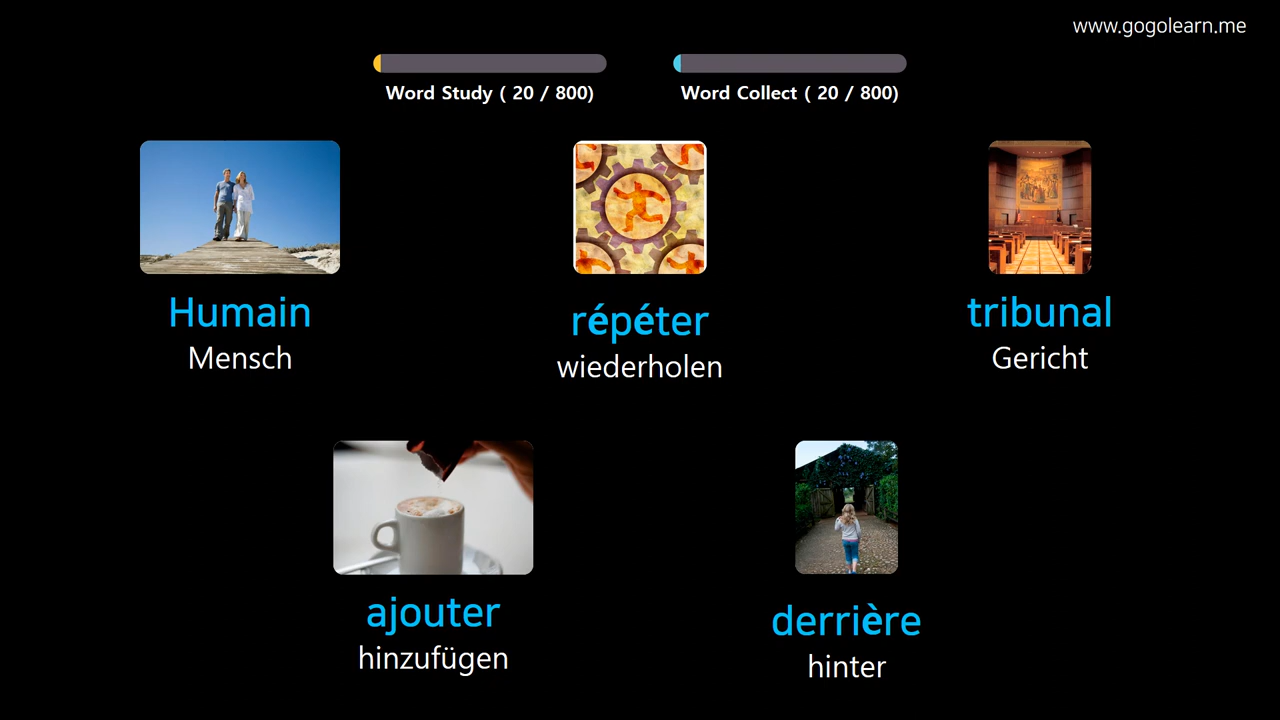 www.gogolearn.me
Word Study ( 20 / 800)
Word Collect ( 20 / 800)
Humain
Mensch
répéter
wiederholen
tribunal
Gericht
ajouter
hinzufügen
derrière
hinter